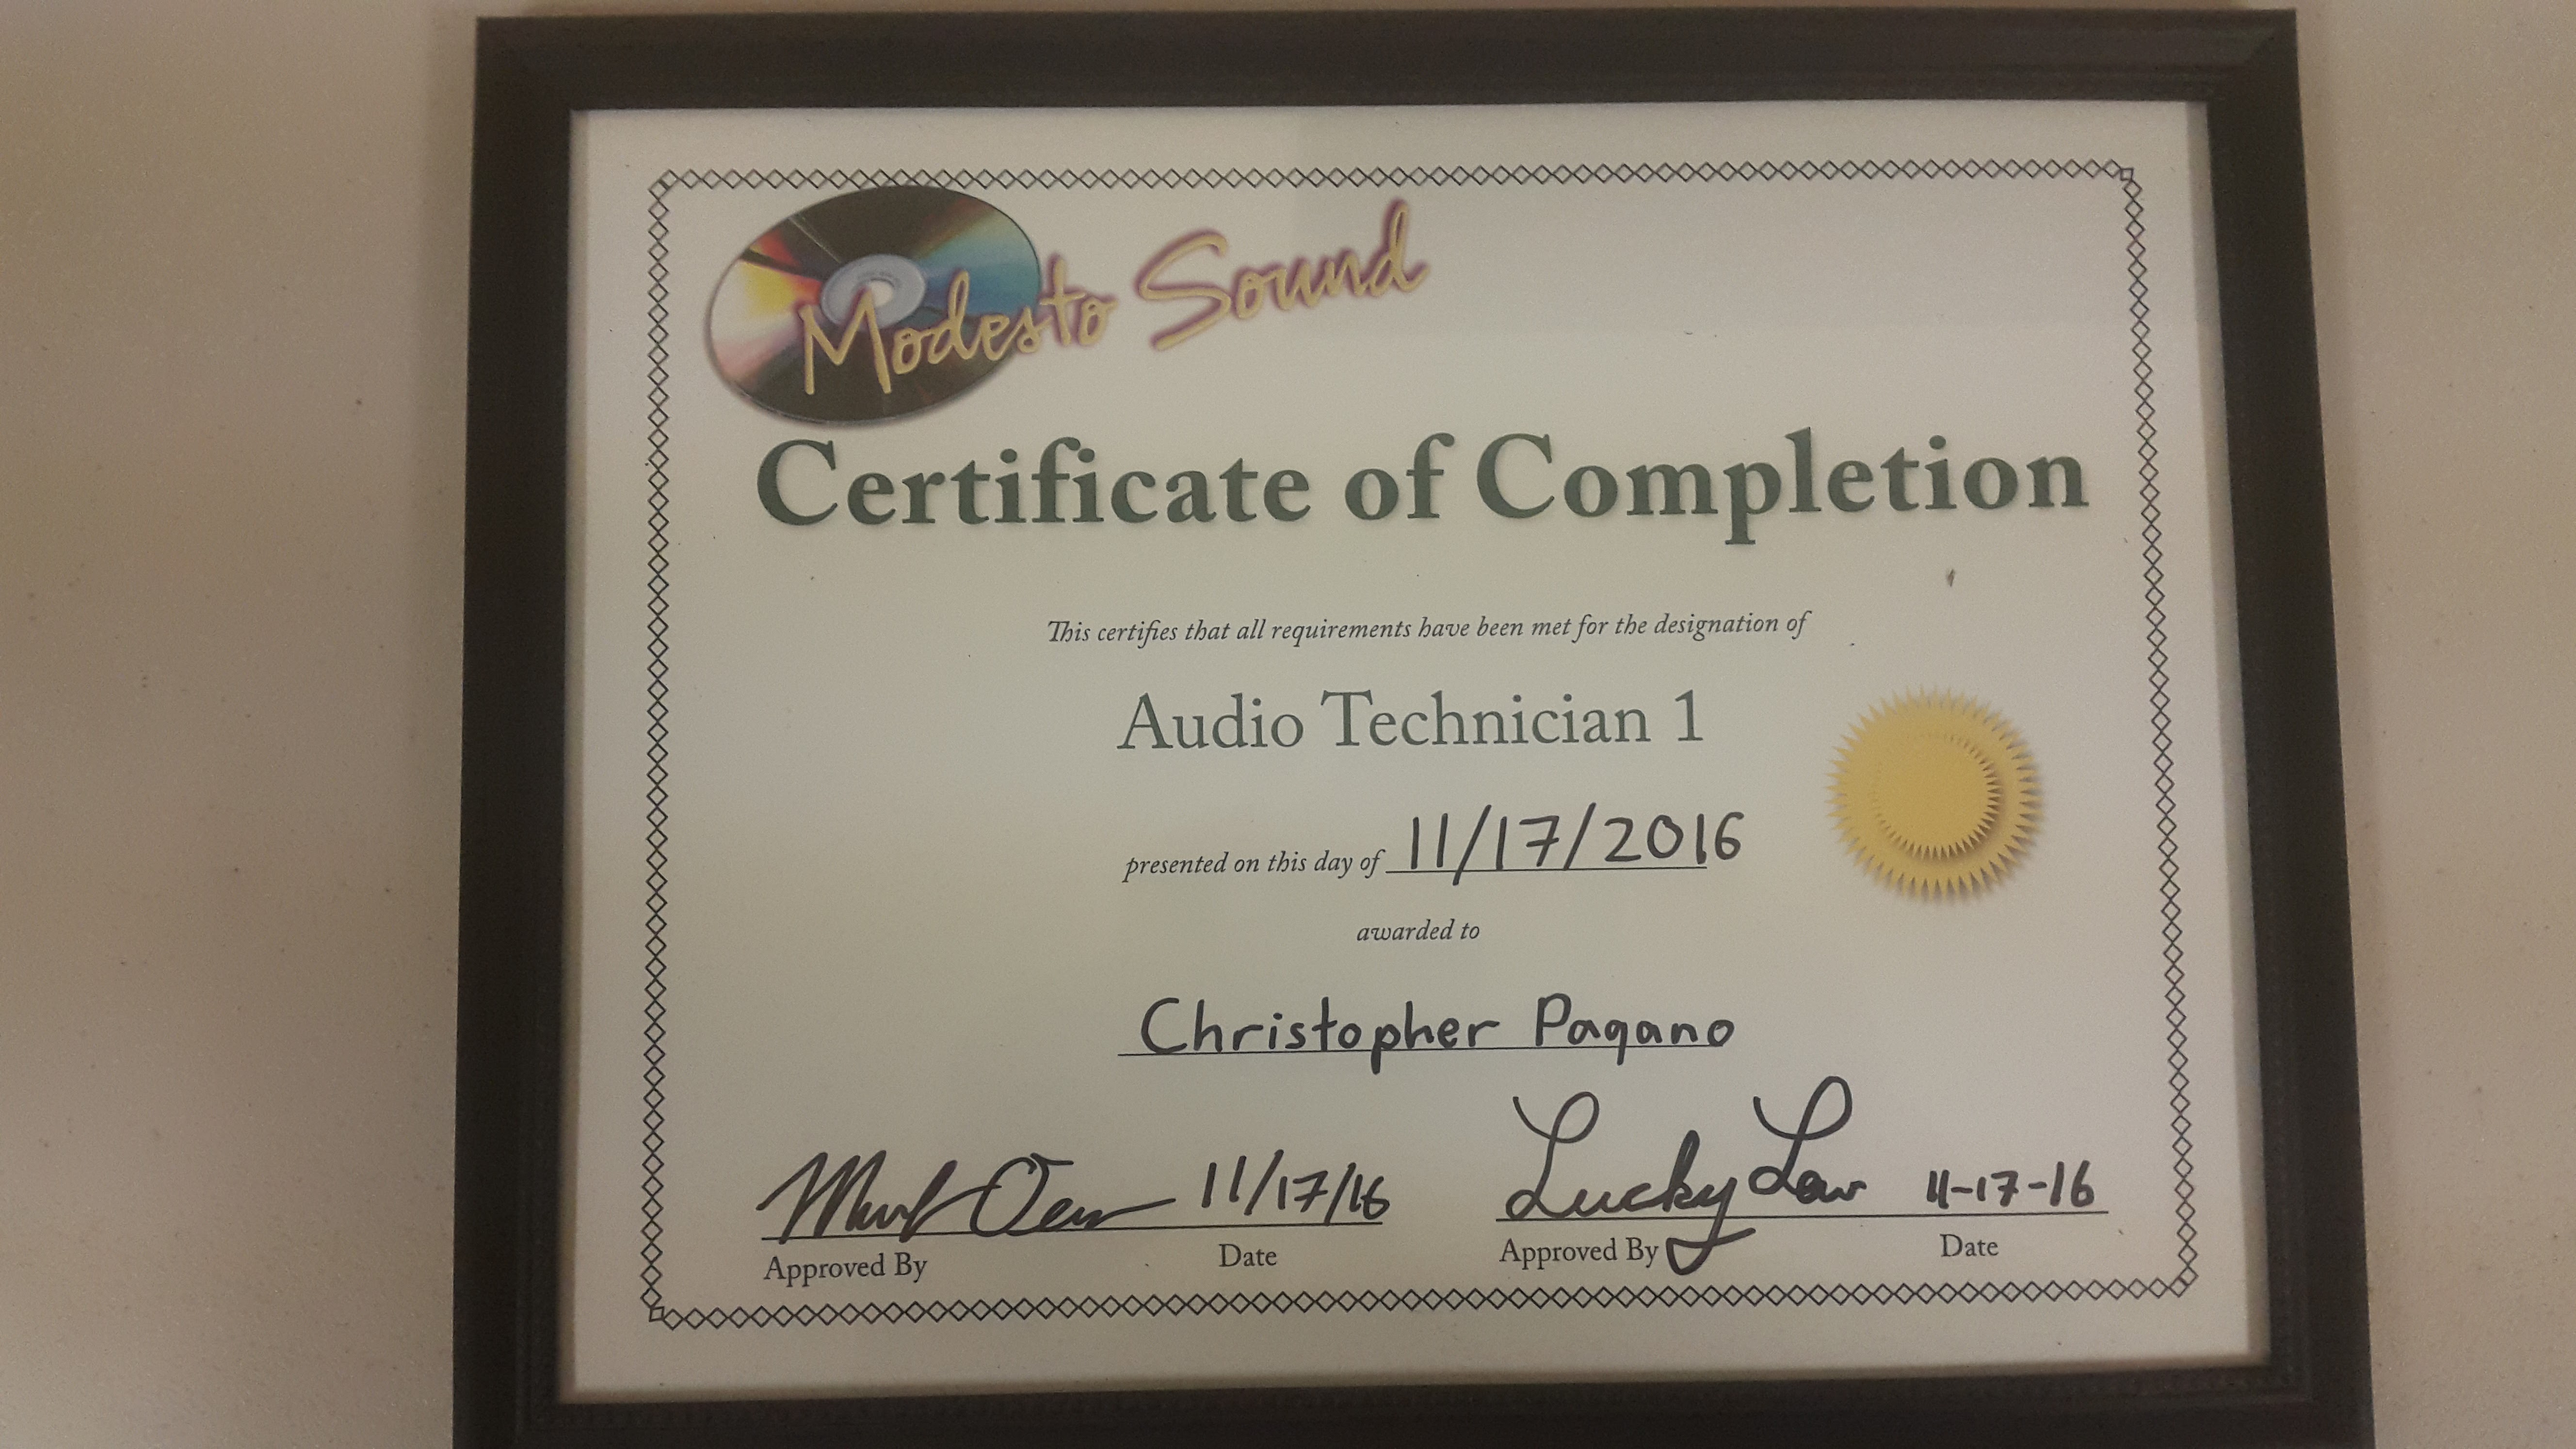 Modesto Sound
Certificate of Completion
This certifies that all requirements have been met for the designation of
Audio Technician 1
presented on this day of 11/17/2016
awarded to
Christopher Pagano
11/17/16 Lucky Law 11-17-16
Approved By Date Approved By Date